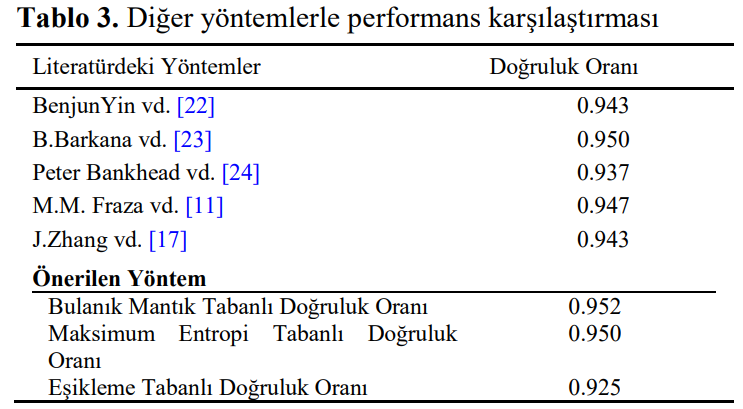 Tablo 3. Diğer yöntemlerle performans karşılaştırması
Literatürdeki Yöntemler Doğruluk Oranı
BenjunYin vd. [22] 0.943
B.Barkana vd. [23] 0.950
Peter Bankhead vd. [24] 0.937
M.M. Fraza vd. [11] 0.947
J.Zhang vd. [17] 0.943
Önerilen Yöntem
Bulanık Mantık Tabanlı Doğruluk Oranı 0.952
Maksimum Entropi Tabanlı Doğruluk 0.950
Oranı
Eşikleme Tabanlı Doğruluk Oranı 0.925